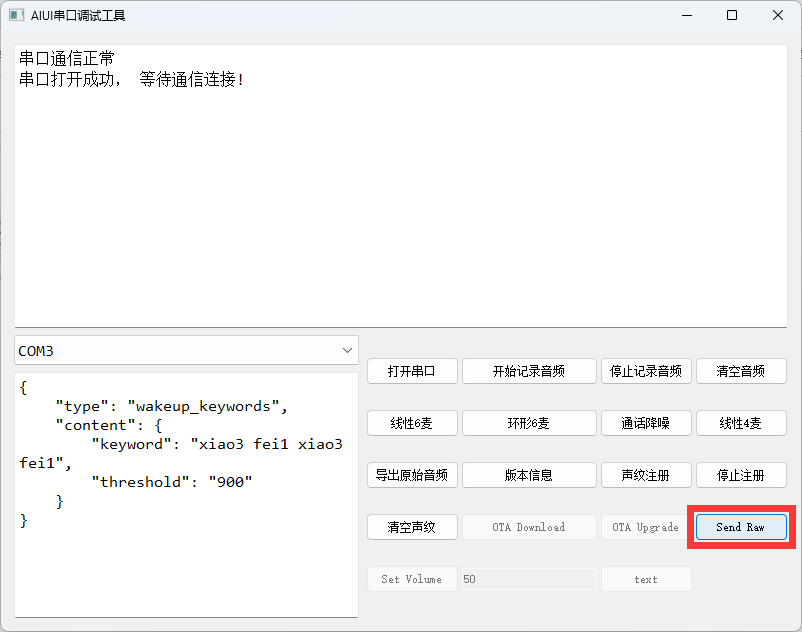 AIUI串口调试工具
串口通信正常
串口打开成功， 等待通信连接!
COM3
{
    "type": "wakeup_keywords",
    "content": {
        "keyword": "xiao3 fei1 xiao3
fei1",
        "threshold": "900"
    }
}
打开串口 开始记录音频 停止记录音频 清空音频
线性6麦 环形6麦 通话降噪 线性4麦
导出原始音频 版本信息 声纹注册 停止注册
清空声纹 OTA Download OTA Upgrade Send Raw
Set Volume 50 text